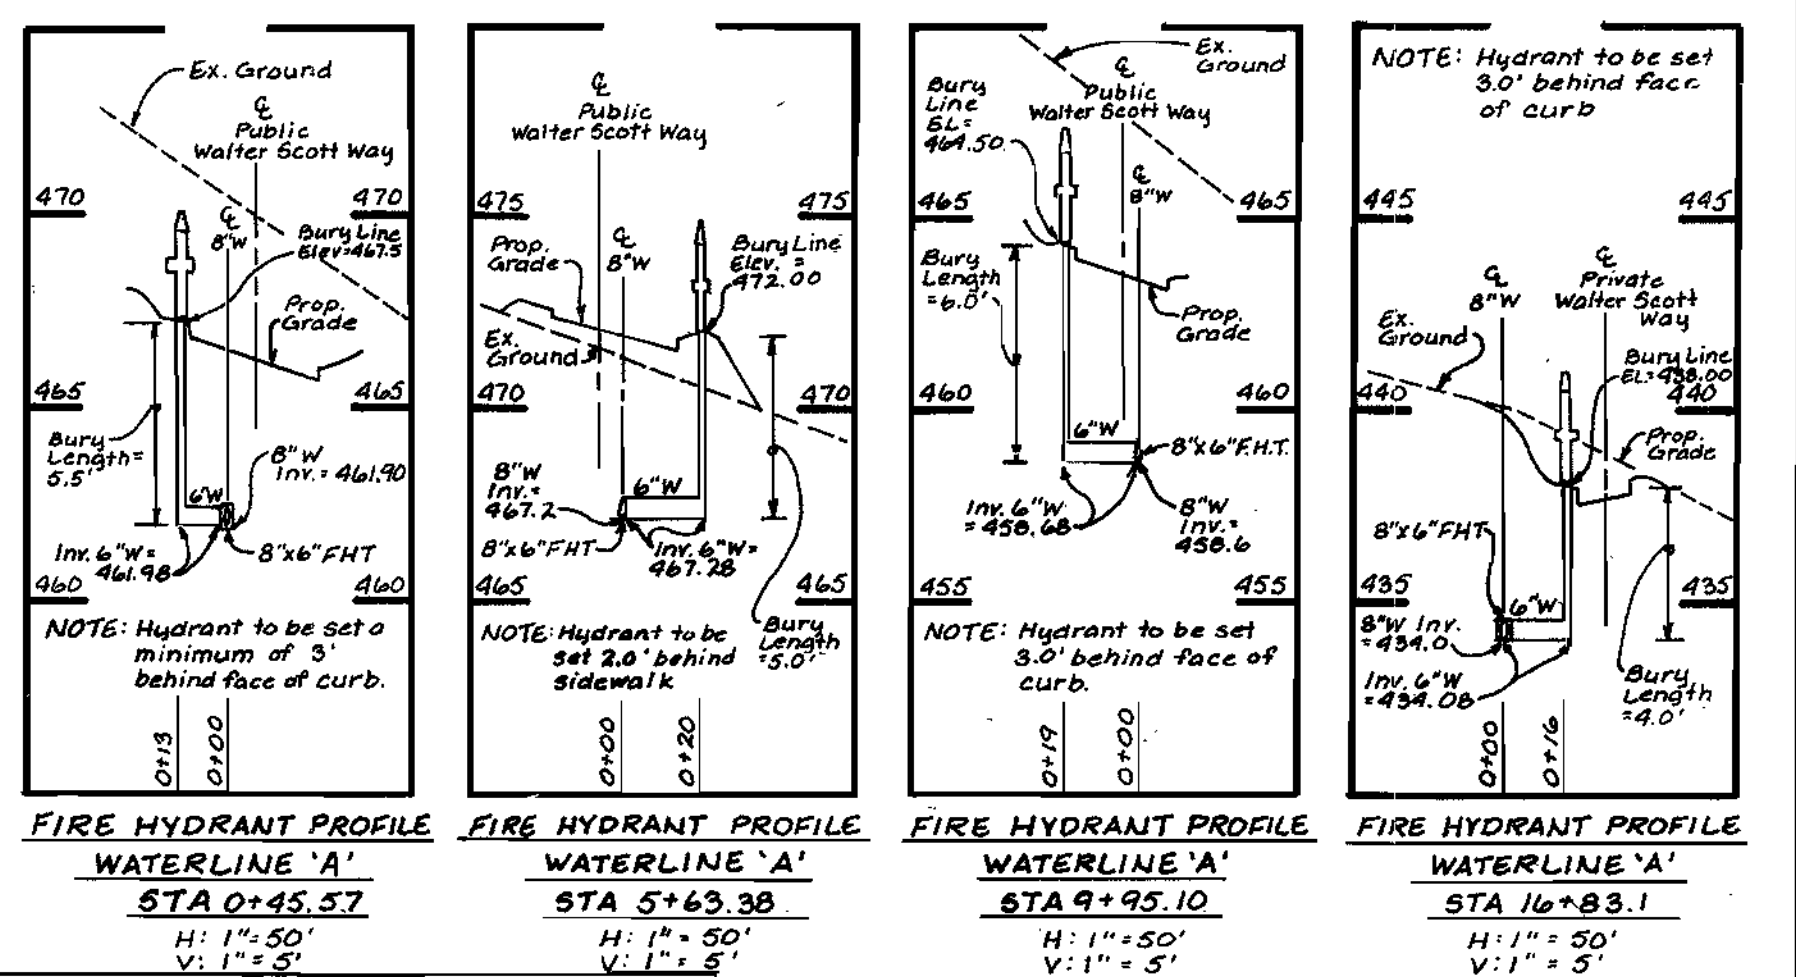 Ex. Ground
℄
Public
Walter Scott Way
470
470
℄
8"W
Bury Line
Elev=467.5
Prop.
Grade
465
465
Bury
Length=
5.5'
8"W
Inv.= 461.90
6"W
Inv. 6"W=
461.98
8"x6"FHT
460
460
NOTE: Hydrant to be set a
minimum of 3'
behind face of curb.
0+13
0+00
FIRE HYDRANT PROFILE
WATERLINE 'A'
STA 0+45.57
H: 1"=50'
V: 1"=5'
℄
Public
Walter Scott Way
475
475
Prop.
Grade
℄
8"W
Bury Line
Elev. =
472.00
Ex.
Ground
470
470
8"W
Inv.=
467.2
6"W
8"x6"FHT
Inv. 6"W=
467.28
465
465
Bury
Length
=5.0'
NOTE: Hydrant to be
set 2.0' behind
sidewalk
0+00
0+20
FIRE HYDRANT PROFILE
WATERLINE 'A'
STA 5+63.38
H: 1"=50'
V: 1"=5'
Ex.
Ground
℄
Public
Walter Scott Way
Bury
Line
EL=
464.50
℄
8"W
465
465
Bury
Length
=6.0'
Prop.
Grade
460
460
6"W
8"x6"F.H.T.
Inv. 6"W
=458.68
8"W
Inv.=
458.6
455
455
NOTE: Hydrant to be set
3.0' behind face of
curb.
0+19
0+00
FIRE HYDRANT PROFILE
WATERLINE 'A'
STA 9+95.10
H: 1"=50'
V: 1"=5'
NOTE: Hydrant to be set
3.0' behind face
of curb
445
445
℄
8"W
℄
Private
Walter Scott
Way
Ex.
Ground
Bury Line
EL=438.00
440
440
Prop.
Grade
8"x6"FHT
435
435
6"W
8"W Inv.
=434.0
Inv. 6"W
=434.08
Bury
Length
=4.0'
0+00
0+16
FIRE HYDRANT PROFILE
WATERLINE 'A'
STA 16+83.1
H: 1"=50'
V: 1"=5'